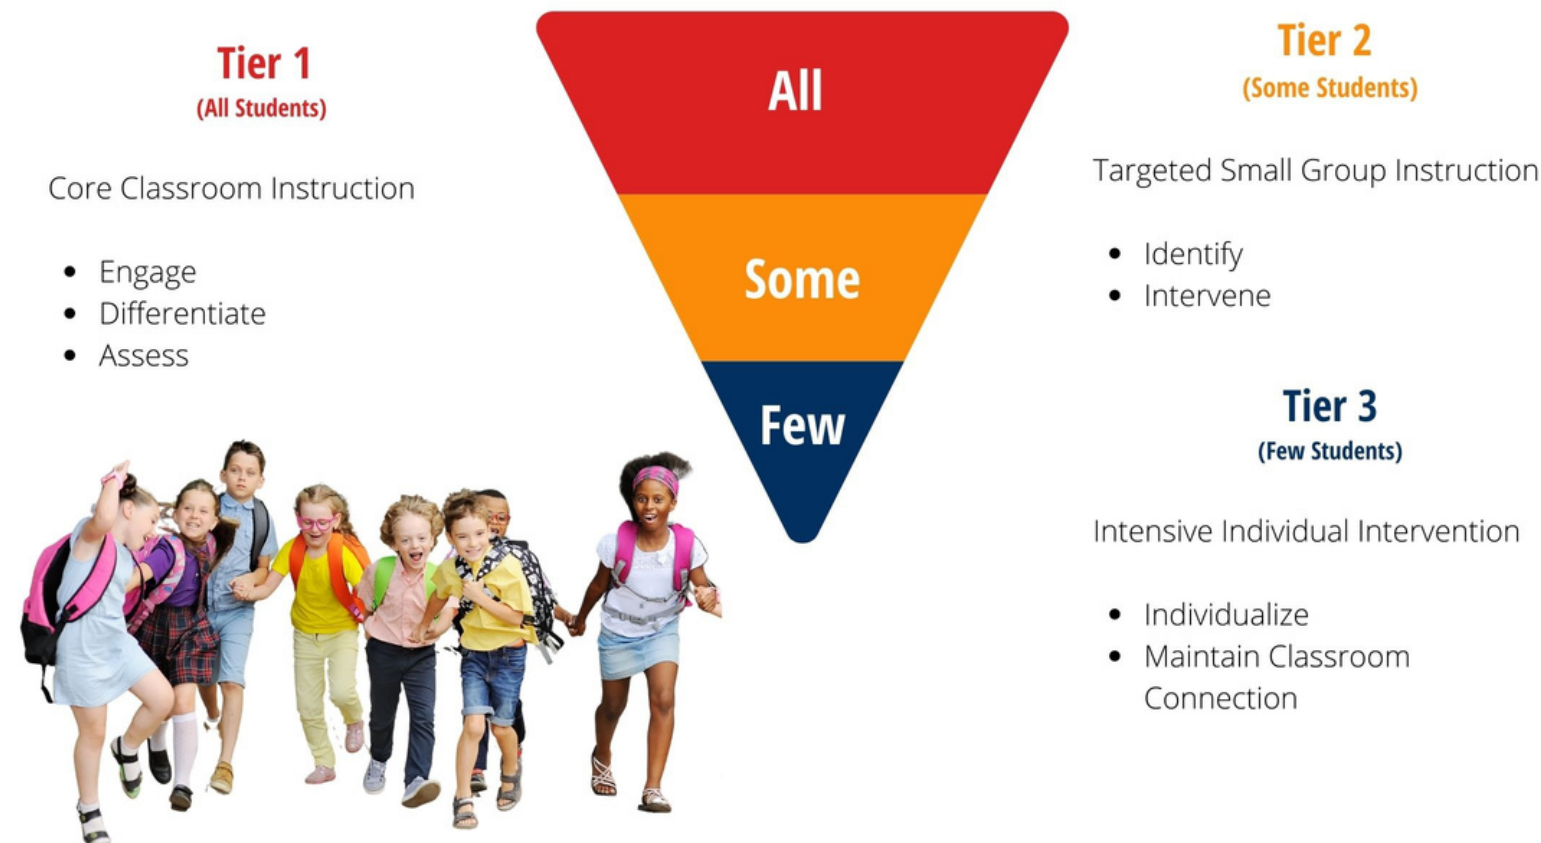 Tier 1
(All Students)
Core Classroom Instruction
Engage
Differentiate
Assess
All
Some
Few
Tier 2
(Some Students)
Targeted Small Group Instruction
Identify
Intervene
Tier 3
(Few Students)
Intensive Individual Intervention
Individualize
Maintain Classroom
Connection